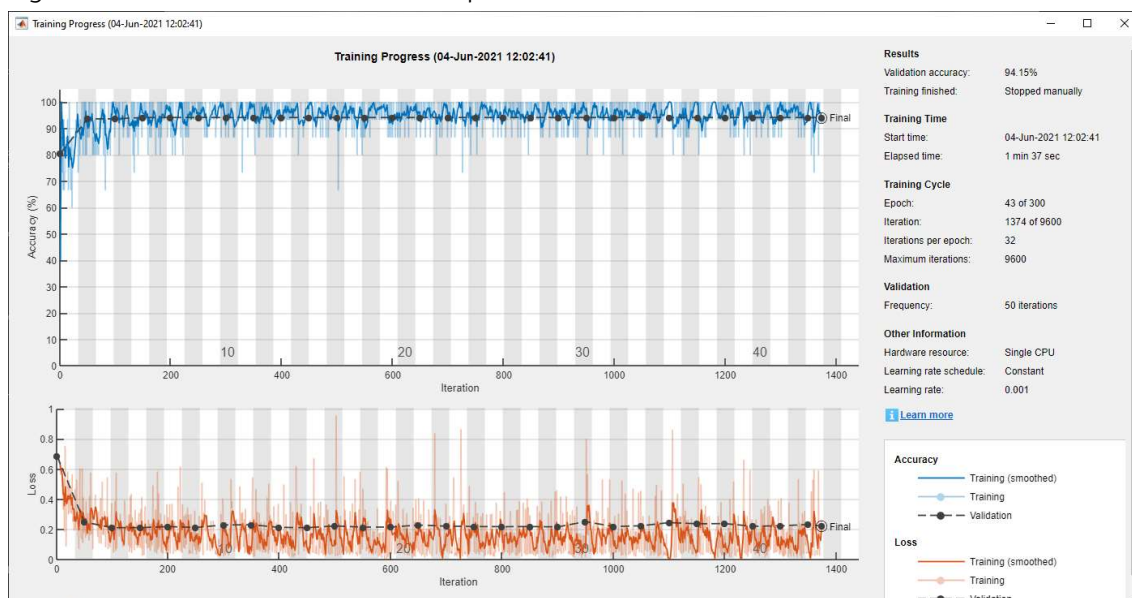 Training Progress (04-Jun-2021 12:02:41)
Training Progress (04-Jun-2021 12:02:41)
Accuracy (%)
100
90
80
70
60
50
40
30
20
10
0
10
20
30
40
Final
0
200
400
600
800
1000
1200
1400
Iteration
Loss
1
0.8
0.6
0.4
0.2
0
10
20
30
40
Final
0
200
400
600
800
1000
1200
1400
Iteration
Results
Validation accuracy: 94.15%
Training finished: Stopped manually
Training Time
Start time: 04-Jun-2021 12:02:41
Elapsed time: 1 min 37 sec
Training Cycle
Epoch: 43 of 300
Iteration: 1374 of 9600
Iterations per epoch: 32
Maximum iterations: 9600
Validation
Frequency: 50 iterations
Other Information
Hardware resource: Single CPU
Learning rate schedule: Constant
Learning rate: 0.001
i Learn more
Accuracy
Training (smoothed)
Training
Validation
Loss
Training (smoothed)
Training